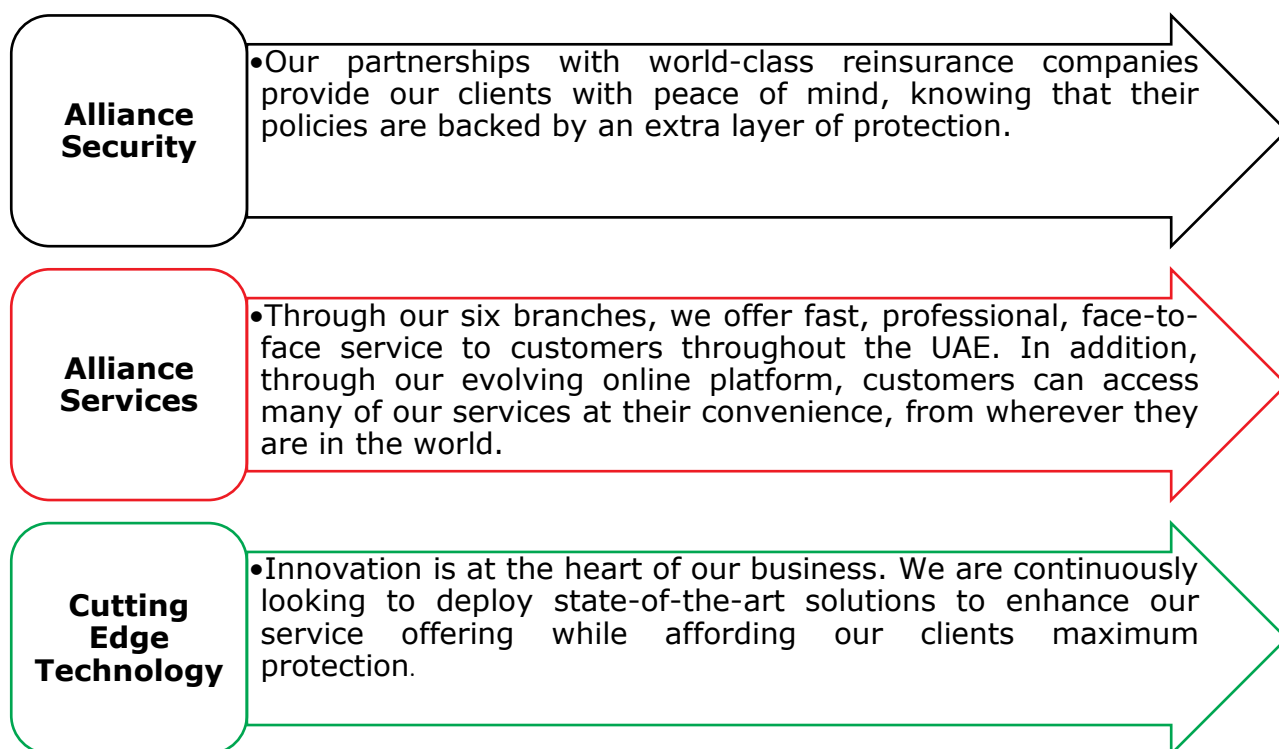 Alliance
Security
•Our partnerships with world-class reinsurance companies
provide our clients with peace of mind, knowing that their
policies are backed by an extra layer of protection.
Alliance
Services
•Through our six branches, we offer fast, professional, face-to-
face service to customers throughout the UAE. In addition,
through our evolving online platform, customers can access
many of our services at their convenience, from wherever they
are in the world.
Cutting
Edge
Technology
•Innovation is at the heart of our business. We are continuously
looking to deploy state-of-the-art solutions to enhance our
service offering while affording our clients maximum
protection.